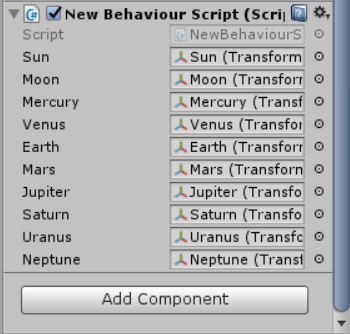 New Behaviour Script (Scri
Script NewBehaviourS
Sun Sun (Transform
Moon Moon (Transforr
Mercury Mercury (Transf
Venus Venus (Transfor
Earth Earth (Transforr
Mars Mars (Transforn
Jupiter Jupiter (Transfo
Saturn Saturn (Transfo
Uranus Uranus (Transfc
Neptune Neptune (Transf
Add Component